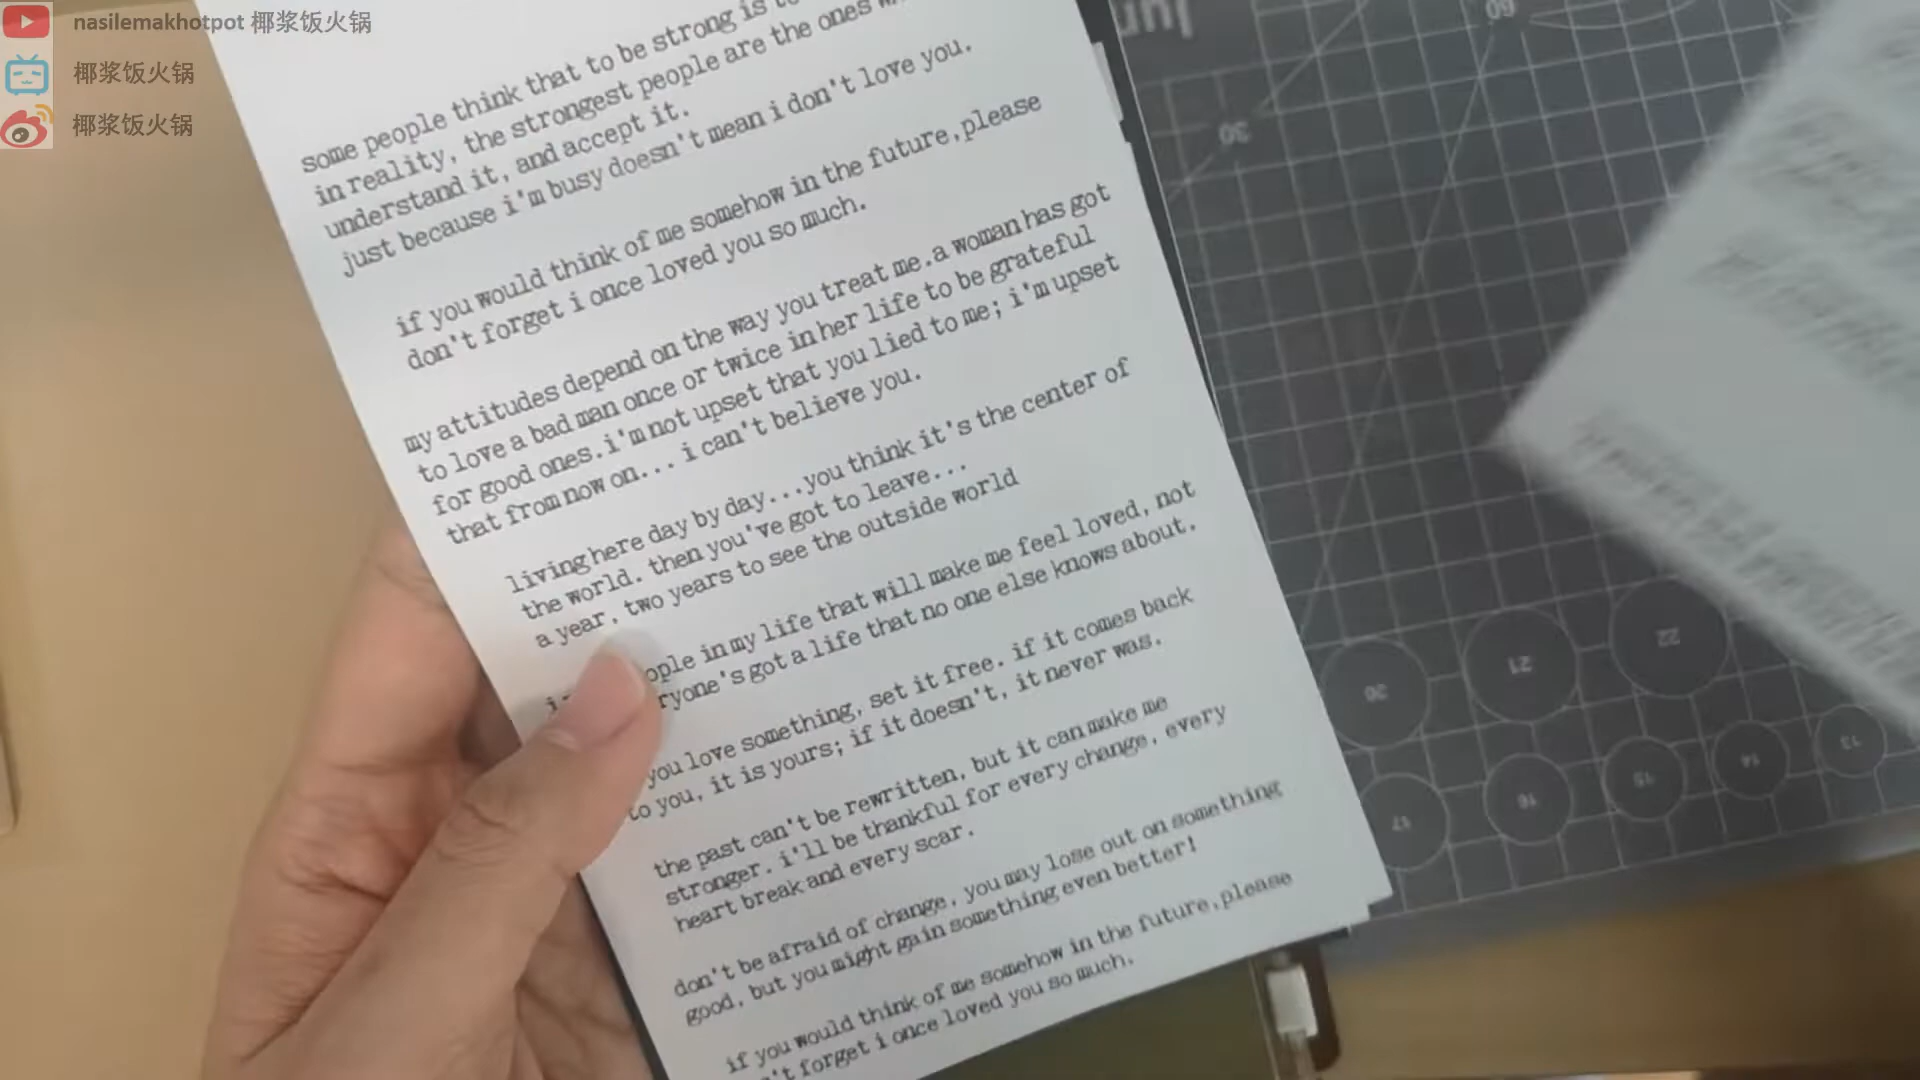 nasilemakhotpot 椰浆饭火锅
椰浆饭火锅
椰浆饭火锅
some people think that to be strong is to
in reality, the strongest people are the ones
understand it, and accept it.
just because i'm busy doesn't mean i don't love you.
if you would think of me somehow in the future,please
don't forget i once loved you so much.
my attitudes depend on the way you treat me.a woman has got
to love a bad man once or twice in her life to be grateful
for good ones.i'm not upset that you lied to me; i'm upset
that from now on... i can't believe you.
living here day by day...you think it's the center of
the world. then you've got to leave...
a year, two years to see the outside world
ople in my life that will make me feel loved, not
ryone's got a life that no one else knows about.
you love something, set it free. if it comes back
to you, it is yours; if it doesn't, it never was.
the past can't be rewritten, but it can make me
stronger. i'll be thankful for every change, every
heart break and every scar.
don't be afraid of change, you may lose out on something
good, but you might gain something even better!
if you would think of me somehow in the future,please
't forget i once loved you so much.
30
60
20
21
22
17
16
15
14
13